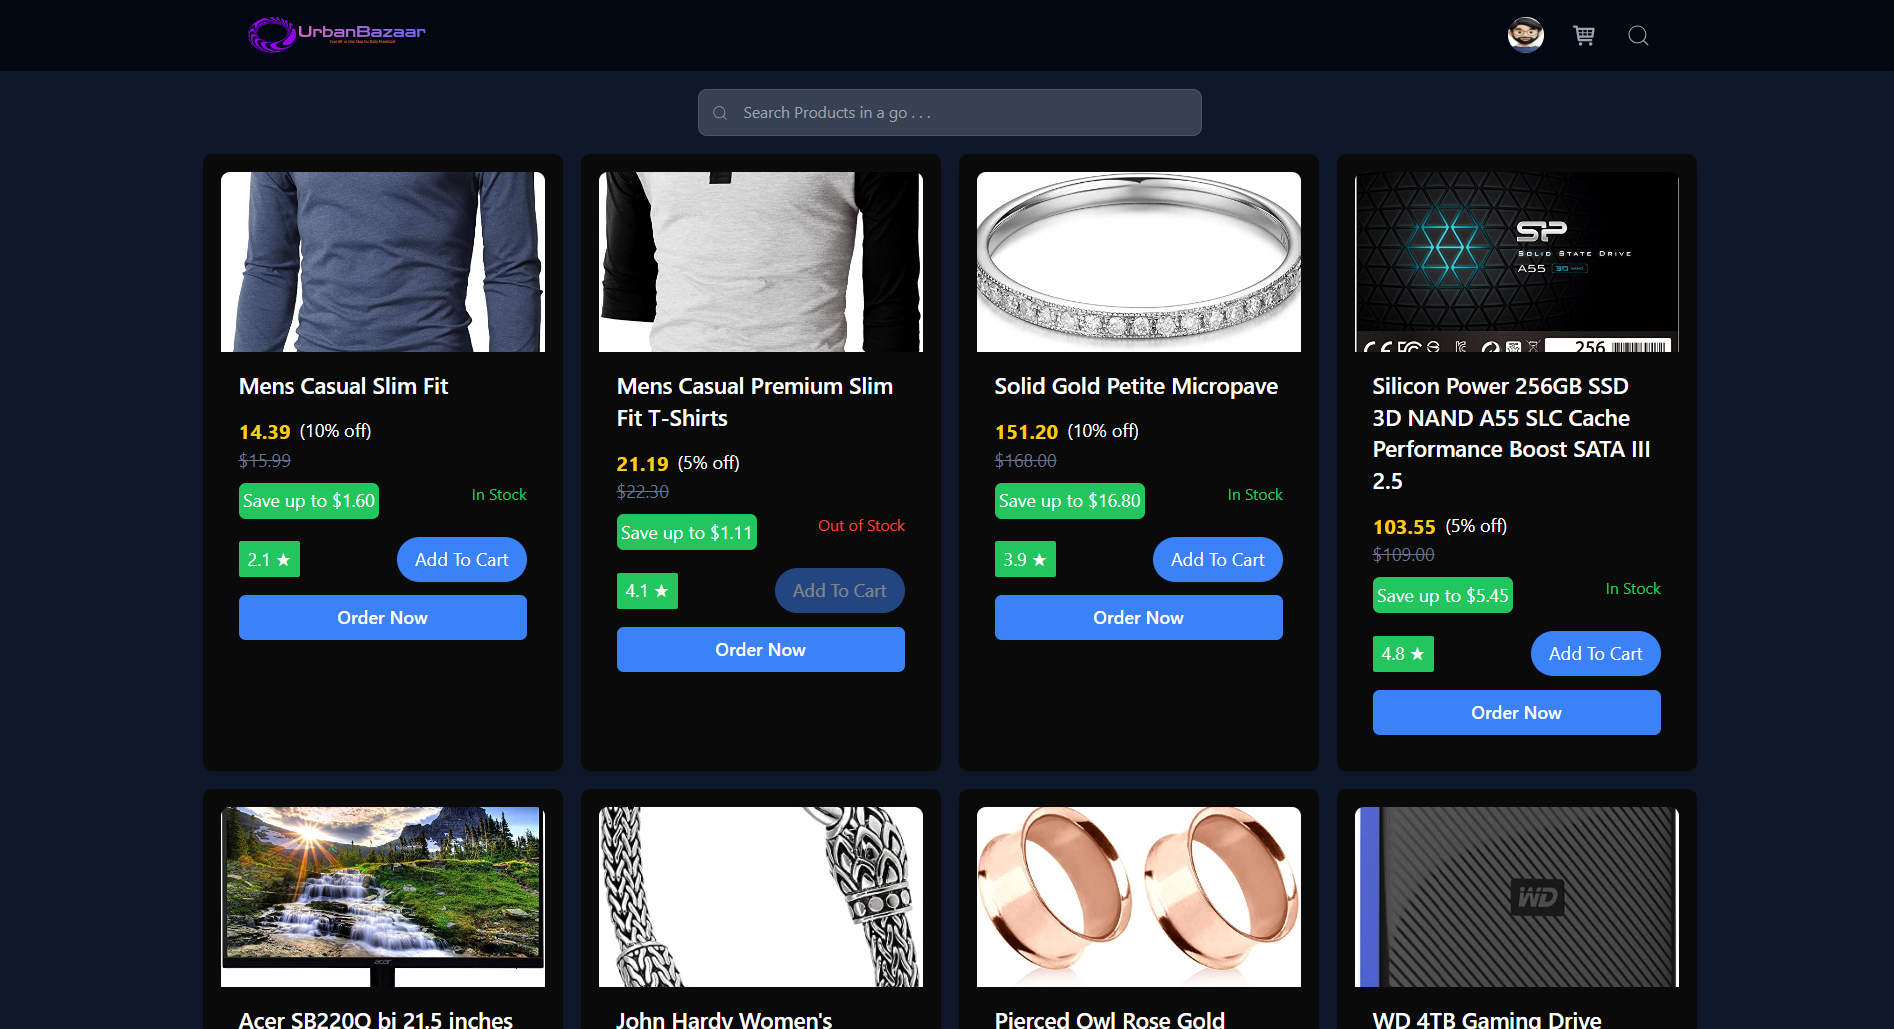 UrbanBazaar
Search Products in a go . . .
Mens Casual Slim Fit
14.39 (10% off)
$15.99
Save up to $1.60
In Stock
2.1 ★
Add To Cart
Order Now
Mens Casual Premium Slim
Fit T-Shirts
21.19 (5% off)
$22.30
Save up to $1.11
Out of Stock
4.1 ★
Add To Cart
Order Now
Solid Gold Petite Micropave
151.20 (10% off)
$168.00
Save up to $16.80
In Stock
3.9 ★
Add To Cart
Order Now
SP
SOLID STATE DRIVE
A55 3D NAND
256
Silicon Power 256GB SSD
3D NAND A55 SLC Cache
Performance Boost SATA III
2.5
103.55 (5% off)
$109.00
Save up to $5.45
In Stock
4.8 ★
Add To Cart
Order Now
acer
Acer SB220Q bi 21.5 inches
John Hardy Women's
Pierced Owl Rose Gold
WD
WD 4TB Gaming Drive